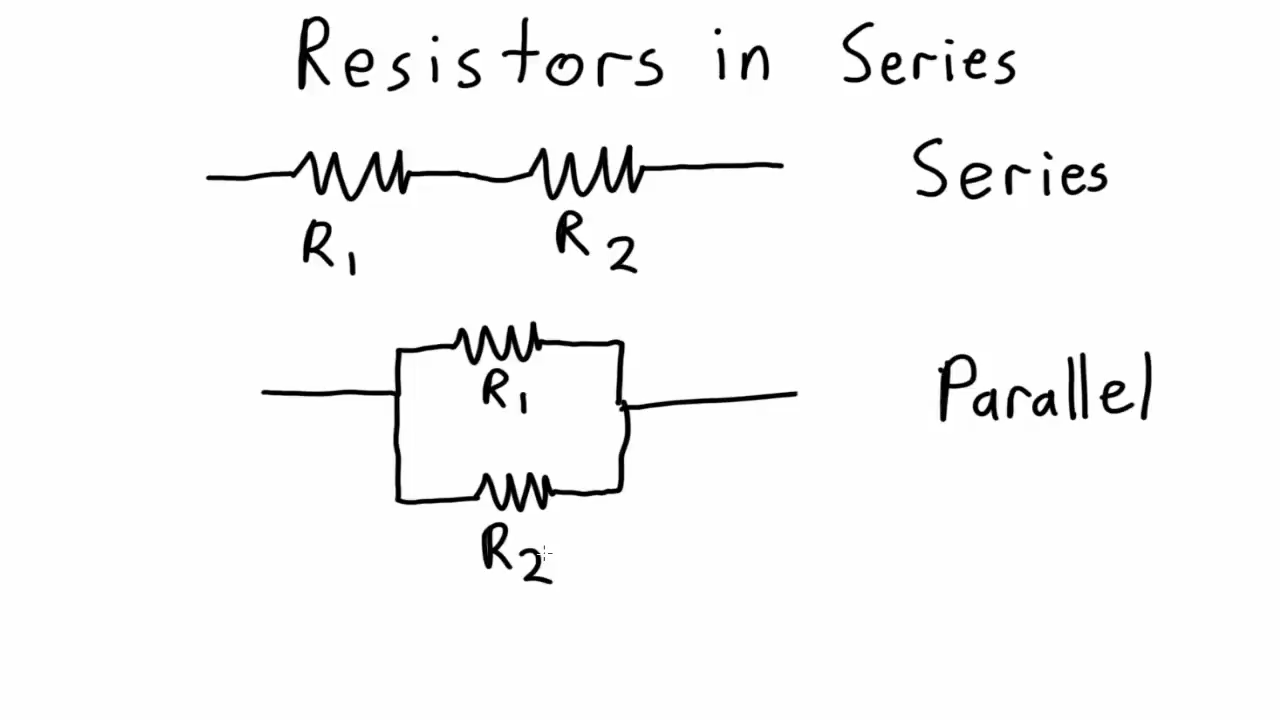 Resistors in Series
Series
R1 R2
R1
Parallel
R2